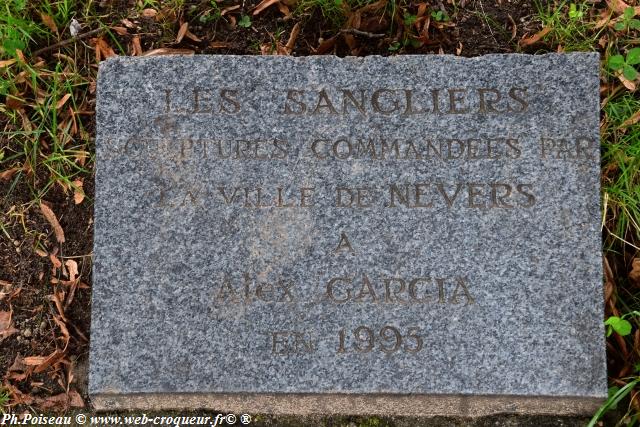 LES SANGLIERS
SCULPTURES COMMANDEES PAR
LA VILLE DE NEVERS
A
Alex GARCIA
EN 1995
Ph.Poiseau www.web-croqueur.fr®